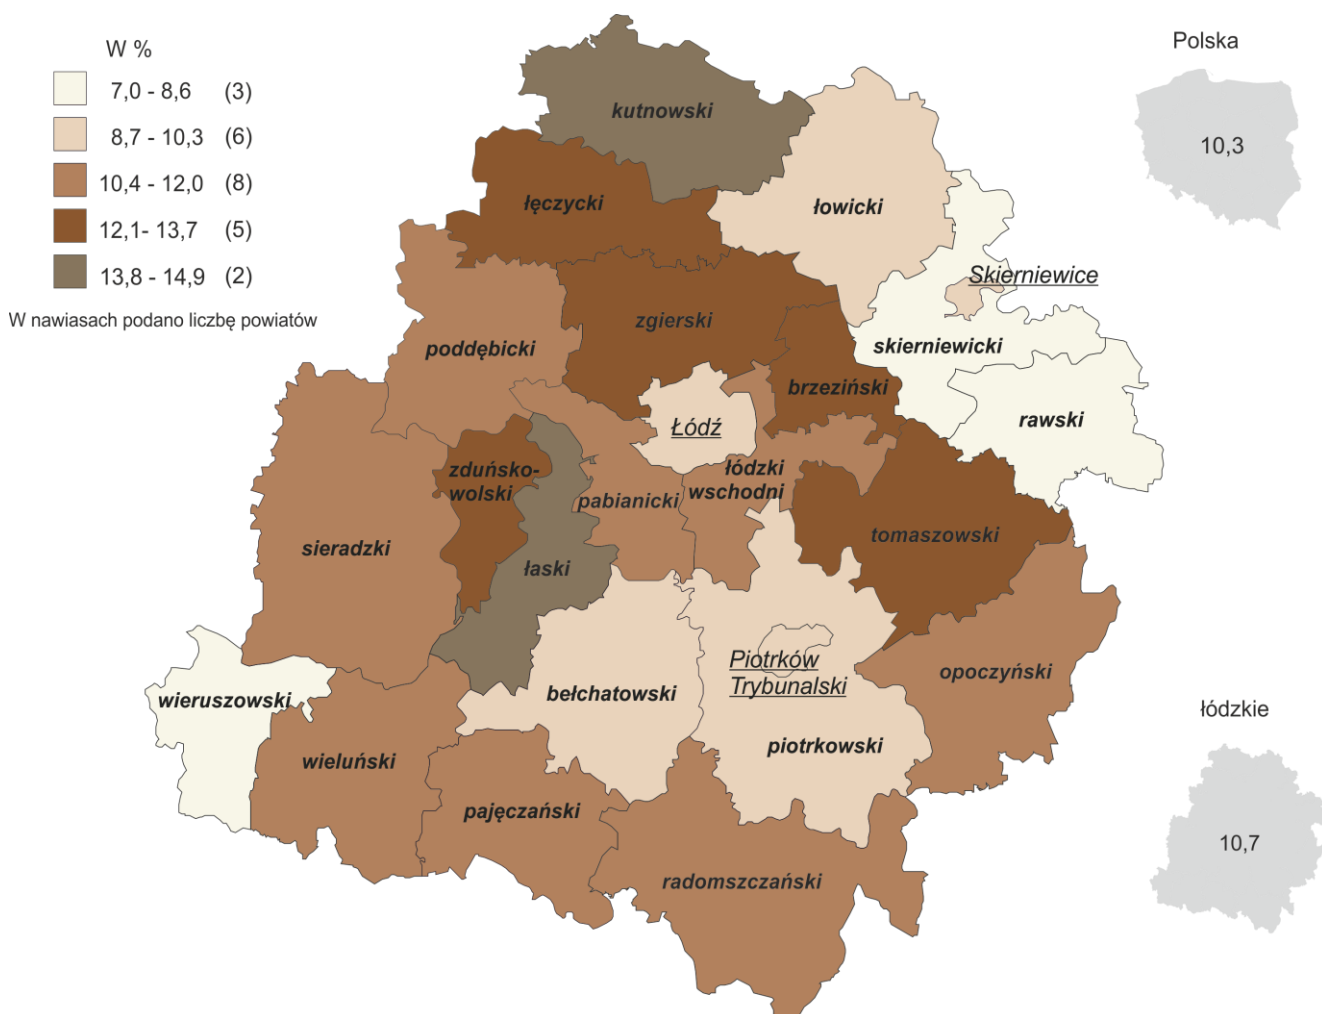 W %
7,0 - 8,6 (3)
8,7 - 10,3 (6)
10,4 - 12,0 (8)
12,1- 13,7 (5)
13,8 - 14,9 (2)
W nawiasach podano liczbę powiatów
Polska
10,3
kutnowski
łęczycki
łowicki
Skierniewice
zgierski
skierniewicki
poddębicki
brzeziński
rawski
Łódź
zduńsko-
wolski
łódzki
wschodni
pabianicki
tomaszowski
sieradzki
łaski
Piotrków
Trybunalski
opoczyński
wieruszowski
bełchatowski
piotrkowski
wieluński
pajęczański
radomszczański
łódzkie
10,7